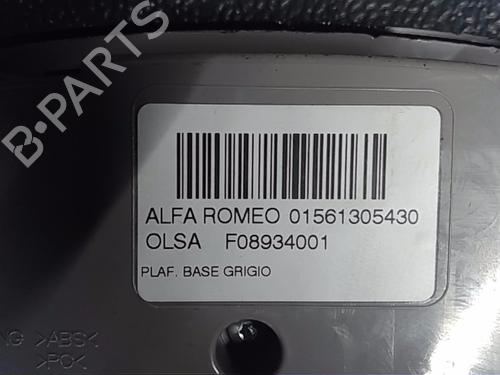 B-PARTS
ALFA ROMEO 01561305430
OLSA F08934001
PLAF. BASE GRIGIO
>ABS<
>PC<